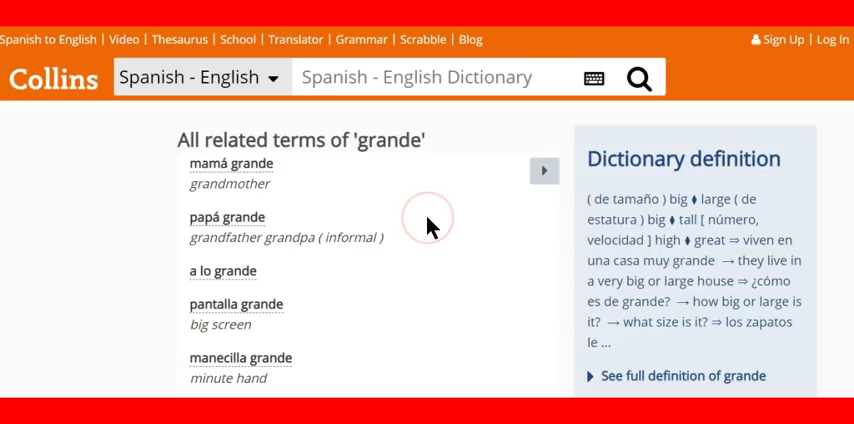 Spanish to English | Video | Thesaurus | School | Translator | Grammar | Scrabble | Blog
Sign Up | Log In
Collins
Spanish - English
Spanish - English Dictionary
All related terms of 'grande'
mamá grande
grandmother
papá grande
grandfather grandpa ( informal )
a lo grande
pantalla grande
big screen
manecilla grande
minute hand
Dictionary definition
( de tamaño ) big ⧫ large ( de
estatura ) big ⧫ tall [ número,
velocidad ] high ⧫ great ⇒ viven en
una casa muy grande → they live in
a very big or large house ⇒ ¿cómo
es de grande? → how big or large is
it? → what size is it? ⇒ los zapatos
le ...
See full definition of grande